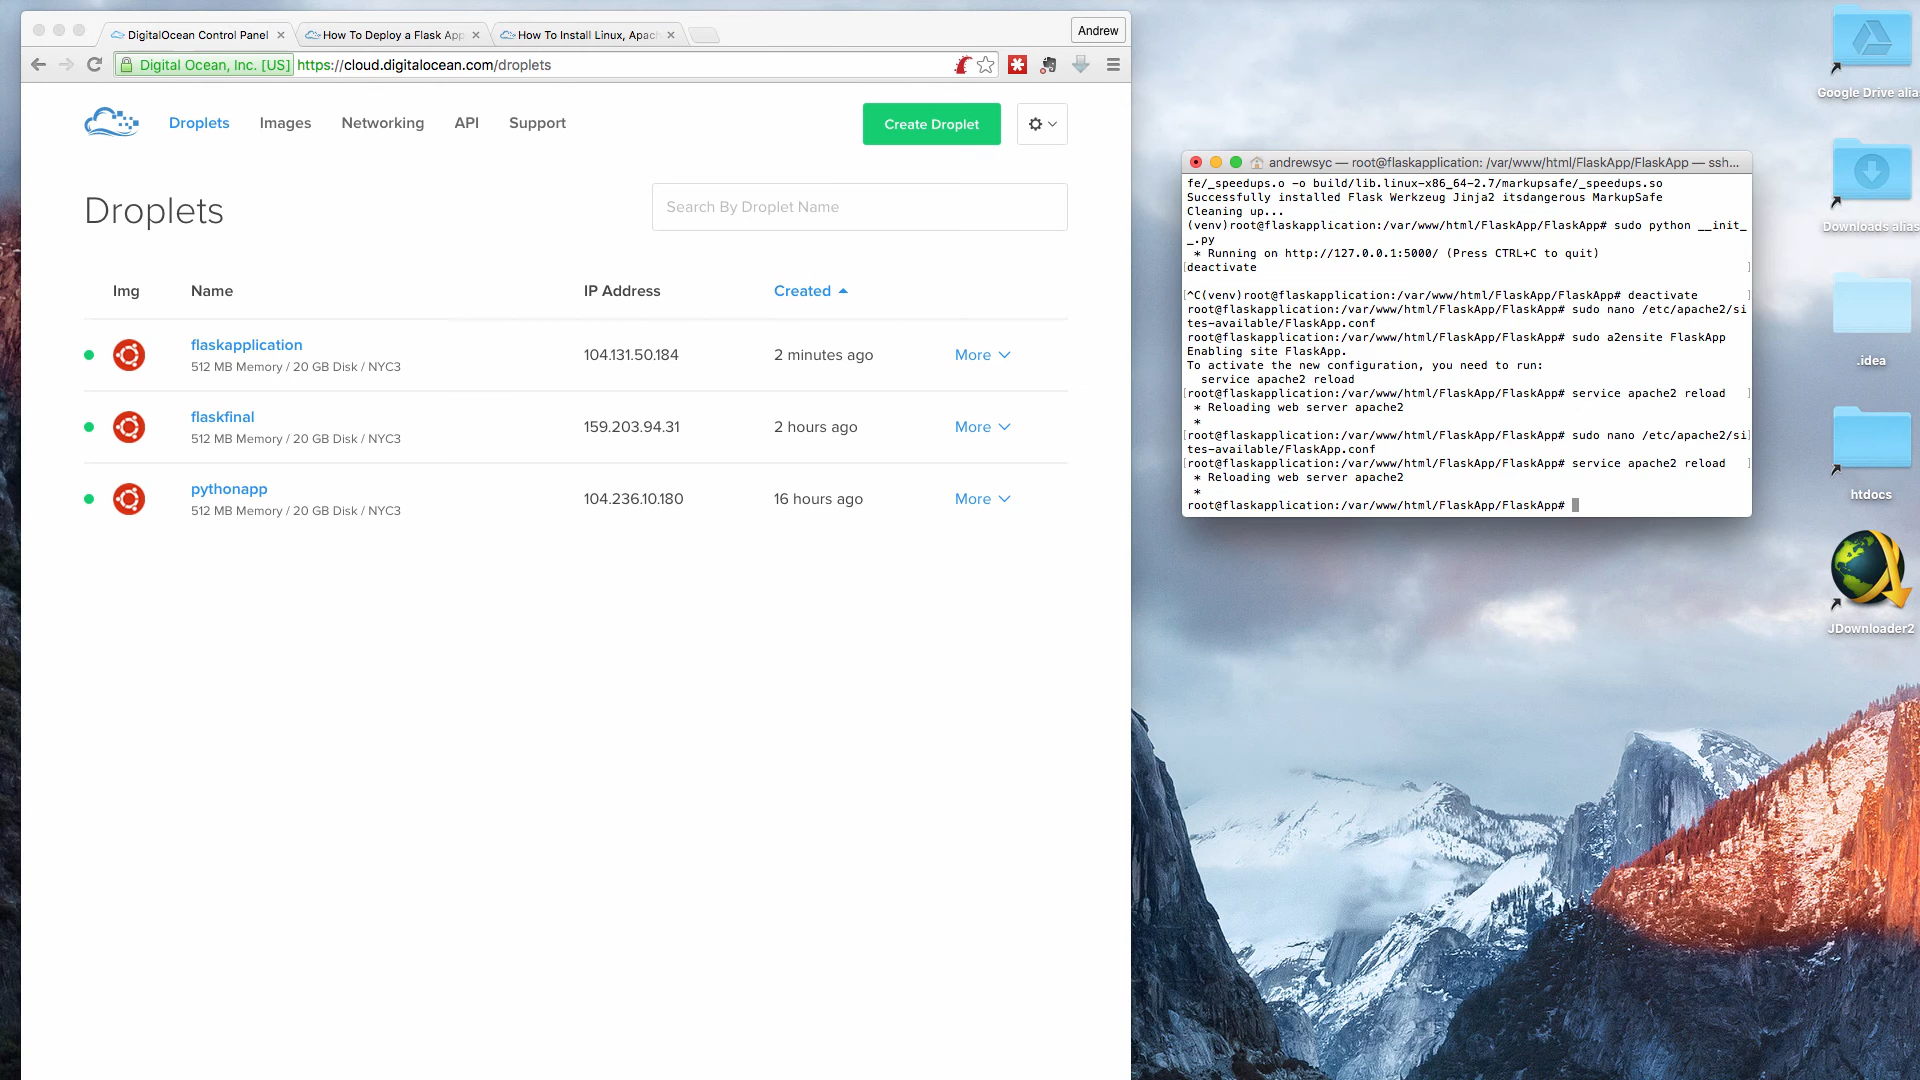 DigitalOcean Control Panel
How To Deploy a Flask App
How To Install Linux, Apac
Andrew
Digital Ocean, Inc. [US] https://cloud.digitalocean.com/droplets
Droplets Images Networking API Support Create Droplet
Droplets
Search By Droplet Name
Img Name IP Address Created
flaskapplication
512 MB Memory / 20 GB Disk / NYC3
104.131.50.184 2 minutes ago More
flaskfinal
512 MB Memory / 20 GB Disk / NYC3
159.203.94.31 2 hours ago More
pythonapp
512 MB Memory / 20 GB Disk / NYC3
104.236.10.180 16 hours ago More
andrewsyc — root@flaskapplication: /var/www/html/FlaskApp/FlaskApp — ssh...
fe/_speedups.o -o build/lib.linux-x86_64-2.7/markupsafe/_speedups.so
Successfully installed Flask Werkzeug Jinja2 itsdangerous MarkupSafe
Cleaning up...
(venv)root@flaskapplication:/var/www/html/FlaskApp/FlaskApp# sudo python __init_
_.py
 * Running on http://127.0.0.1:5000/ (Press CTRL+C to quit)
[deactivate ]
[^C(venv)root@flaskapplication:/var/www/html/FlaskApp/FlaskApp# deactivate ]
root@flaskapplication:/var/www/html/FlaskApp/FlaskApp# sudo nano /etc/apache2/si
tes-available/FlaskApp.conf
root@flaskapplication:/var/www/html/FlaskApp/FlaskApp# sudo a2ensite FlaskApp
Enabling site FlaskApp.
To activate the new configuration, you need to run:
  service apache2 reload
[root@flaskapplication:/var/www/html/FlaskApp/FlaskApp# service apache2 reload ]
 * Reloading web server apache2
 *
[root@flaskapplication:/var/www/html/FlaskApp/FlaskApp# sudo nano /etc/apache2/si]
tes-available/FlaskApp.conf
[root@flaskapplication:/var/www/html/FlaskApp/FlaskApp# service apache2 reload ]
 * Reloading web server apache2
 *
root@flaskapplication:/var/www/html/FlaskApp/FlaskApp#
Google Drive alia
Downloads alias
.idea
htdocs
JDownloader2